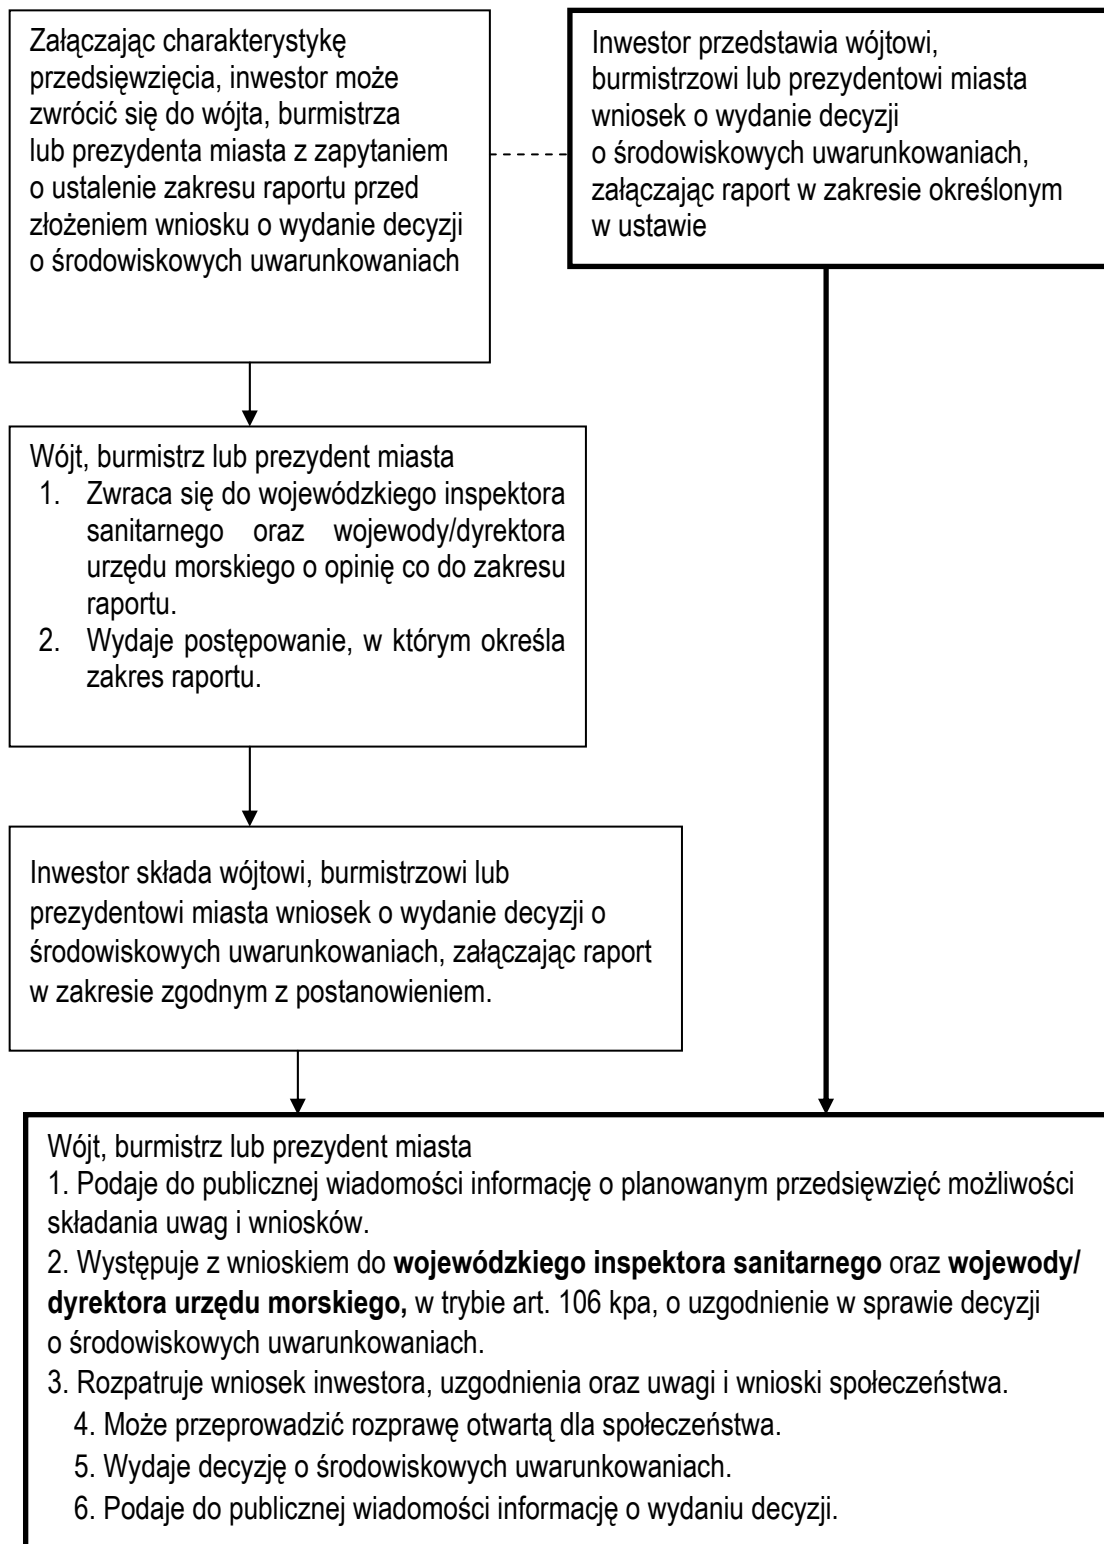 Załączając charakterystykę
przedsięwzięcia, inwestor może
zwrócić się do wójta, burmistrza
lub prezydenta miasta z zapytaniem
o ustalenie zakresu raportu przed
złożeniem wniosku o wydanie decyzji
o środowiskowych uwarunkowaniach
Inwestor przedstawia wójtowi,
burmistrzowi lub prezydentowi miasta
wniosek o wydanie decyzji
o środowiskowych uwarunkowaniach,
załączając raport w zakresie określonym
w ustawie
Wójt, burmistrz lub prezydent miasta
1. Zwraca się do wojewódzkiego inspektora
sanitarnego oraz wojewody/dyrektora
urzędu morskiego o opinię co do zakresu
raportu.
2. Wydaje postępowanie, w którym określa
zakres raportu.
Inwestor składa wójtowi, burmistrzowi lub
prezydentowi miasta wniosek o wydanie decyzji o
środowiskowych uwarunkowaniach, załączając raport
w zakresie zgodnym z postanowieniem.
Wójt, burmistrz lub prezydent miasta
1. Podaje do publicznej wiadomości informację o planowanym przedsięwzięć możliwości
składania uwag i wniosków.
2. Występuje z wnioskiem do wojewódzkiego inspektora sanitarnego oraz wojewody/
dyrektora urzędu morskiego, w trybie art. 106 kpa, o uzgodnienie w sprawie decyzji
o środowiskowych uwarunkowaniach.
3. Rozpatruje wniosek inwestora, uzgodnienia oraz uwagi i wnioski społeczeństwa.
4. Może przeprowadzić rozprawę otwartą dla społeczeństwa.
5. Wydaje decyzję o środowiskowych uwarunkowaniach.
6. Podaje do publicznej wiadomości informację o wydaniu decyzji.